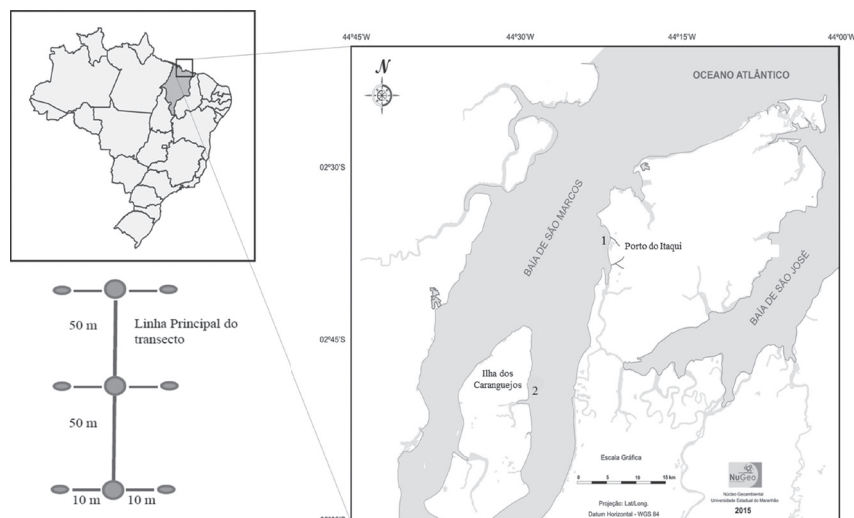 44°45'W
44°30'W
44°15'W
44°00'W
N
OCEANO ATLÂNTICO
02°30'S
BAÍA DE SÃO MARCOS
1
Porto do Itaqui
BAÍA DE SÃO JOSÉ
50 m
Linha Principal do
transecto
02°45'S
Ilha dos
Caranguejos
2
50 m
Escala Gráfica
0 5 10 15 km
10 m 10 m
NuGeo
Núcleo Geoambiental
Universidade Estadual do Maranhão
2015
Projeção: Lat/Long.
Datum Horizontal - WGS 84